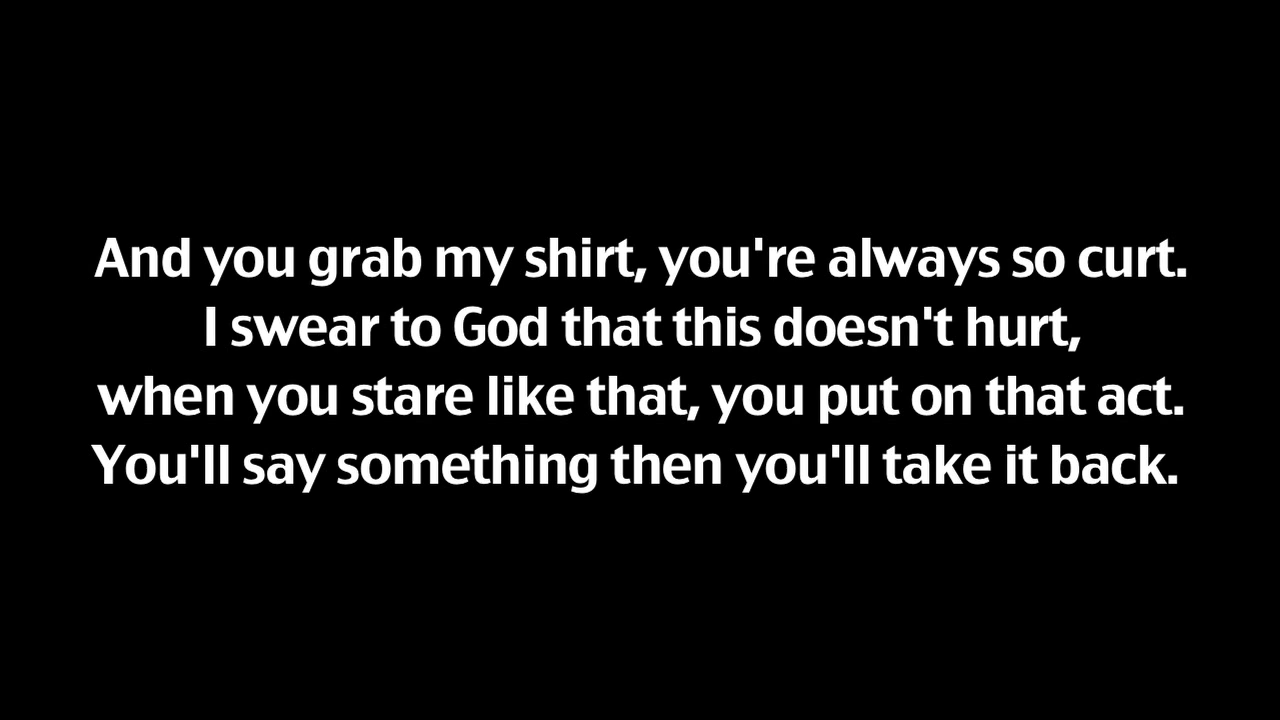 And you grab my shirt, you're always so curt.
I swear to God that this doesn't hurt,
when you stare like that, you put on that act.
You'll say something then you'll take it back.